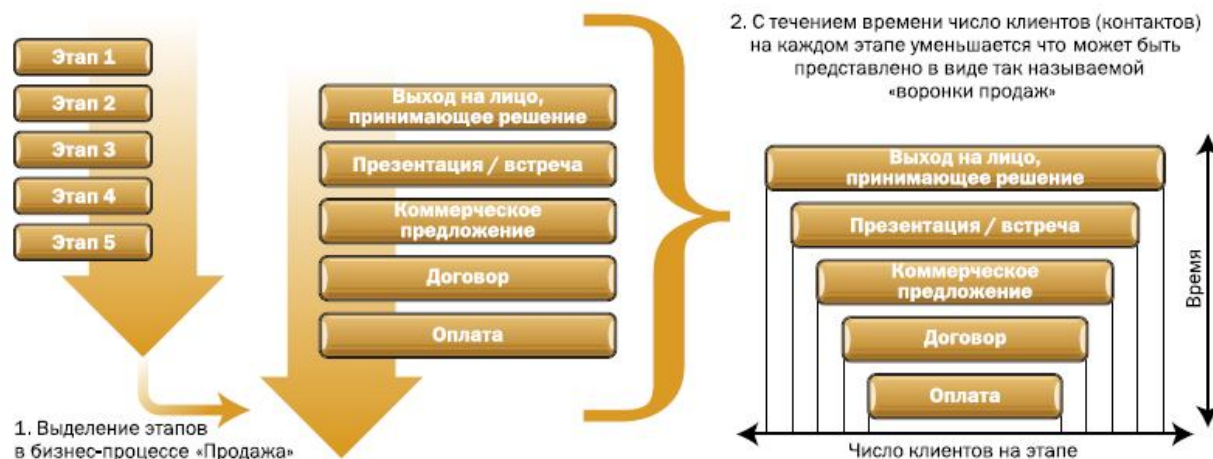 Этап 1
Этап 2
Этап 3
Этап 4
Этап 5
1. Выделение этапов
в бизнес-процессе «Продажа»
Выход на лицо,
принимающее решение
Презентация / встреча
Коммерческое
предложение
Договор
Оплата
2. С течением времени число клиентов (контактов)
на каждом этапе уменьшается что может быть
представлено в виде так называемой
«воронки продаж»
Выход на лицо,
принимающее решение
Презентация / встреча
Коммерческое
предложение
Договор
Оплата
Время
Число клиентов на этапе